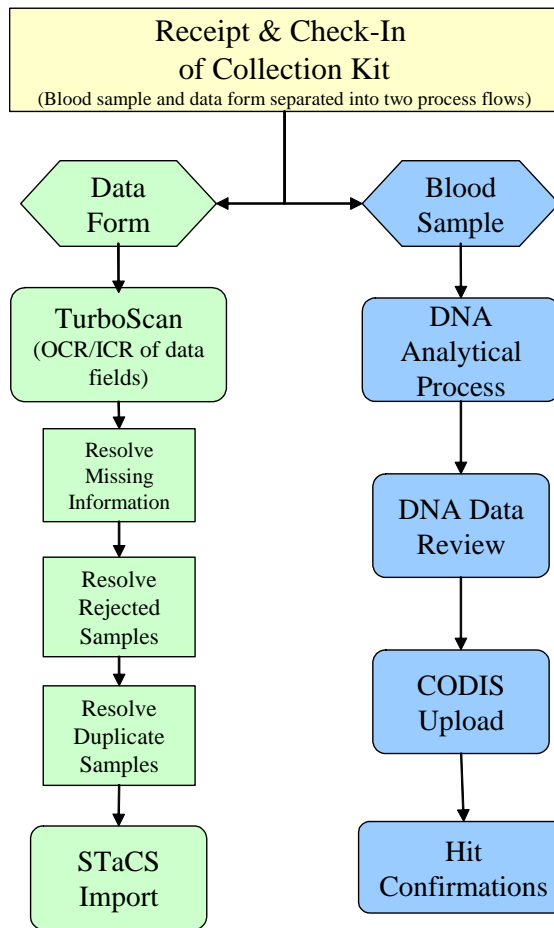 Receipt & Check-In
of Collection Kit
(Blood sample and data form separated into two process flows)
Data
Form
TurboScan
(OCR/ICR of data
fields)
Resolve
Missing
Information
Resolve
Rejected
Samples
Resolve
Duplicate
Samples
STaCS
Import
Blood
Sample
DNA
Analytical
Process
DNA Data
Review
CODIS
Upload
Hit
Confirmations